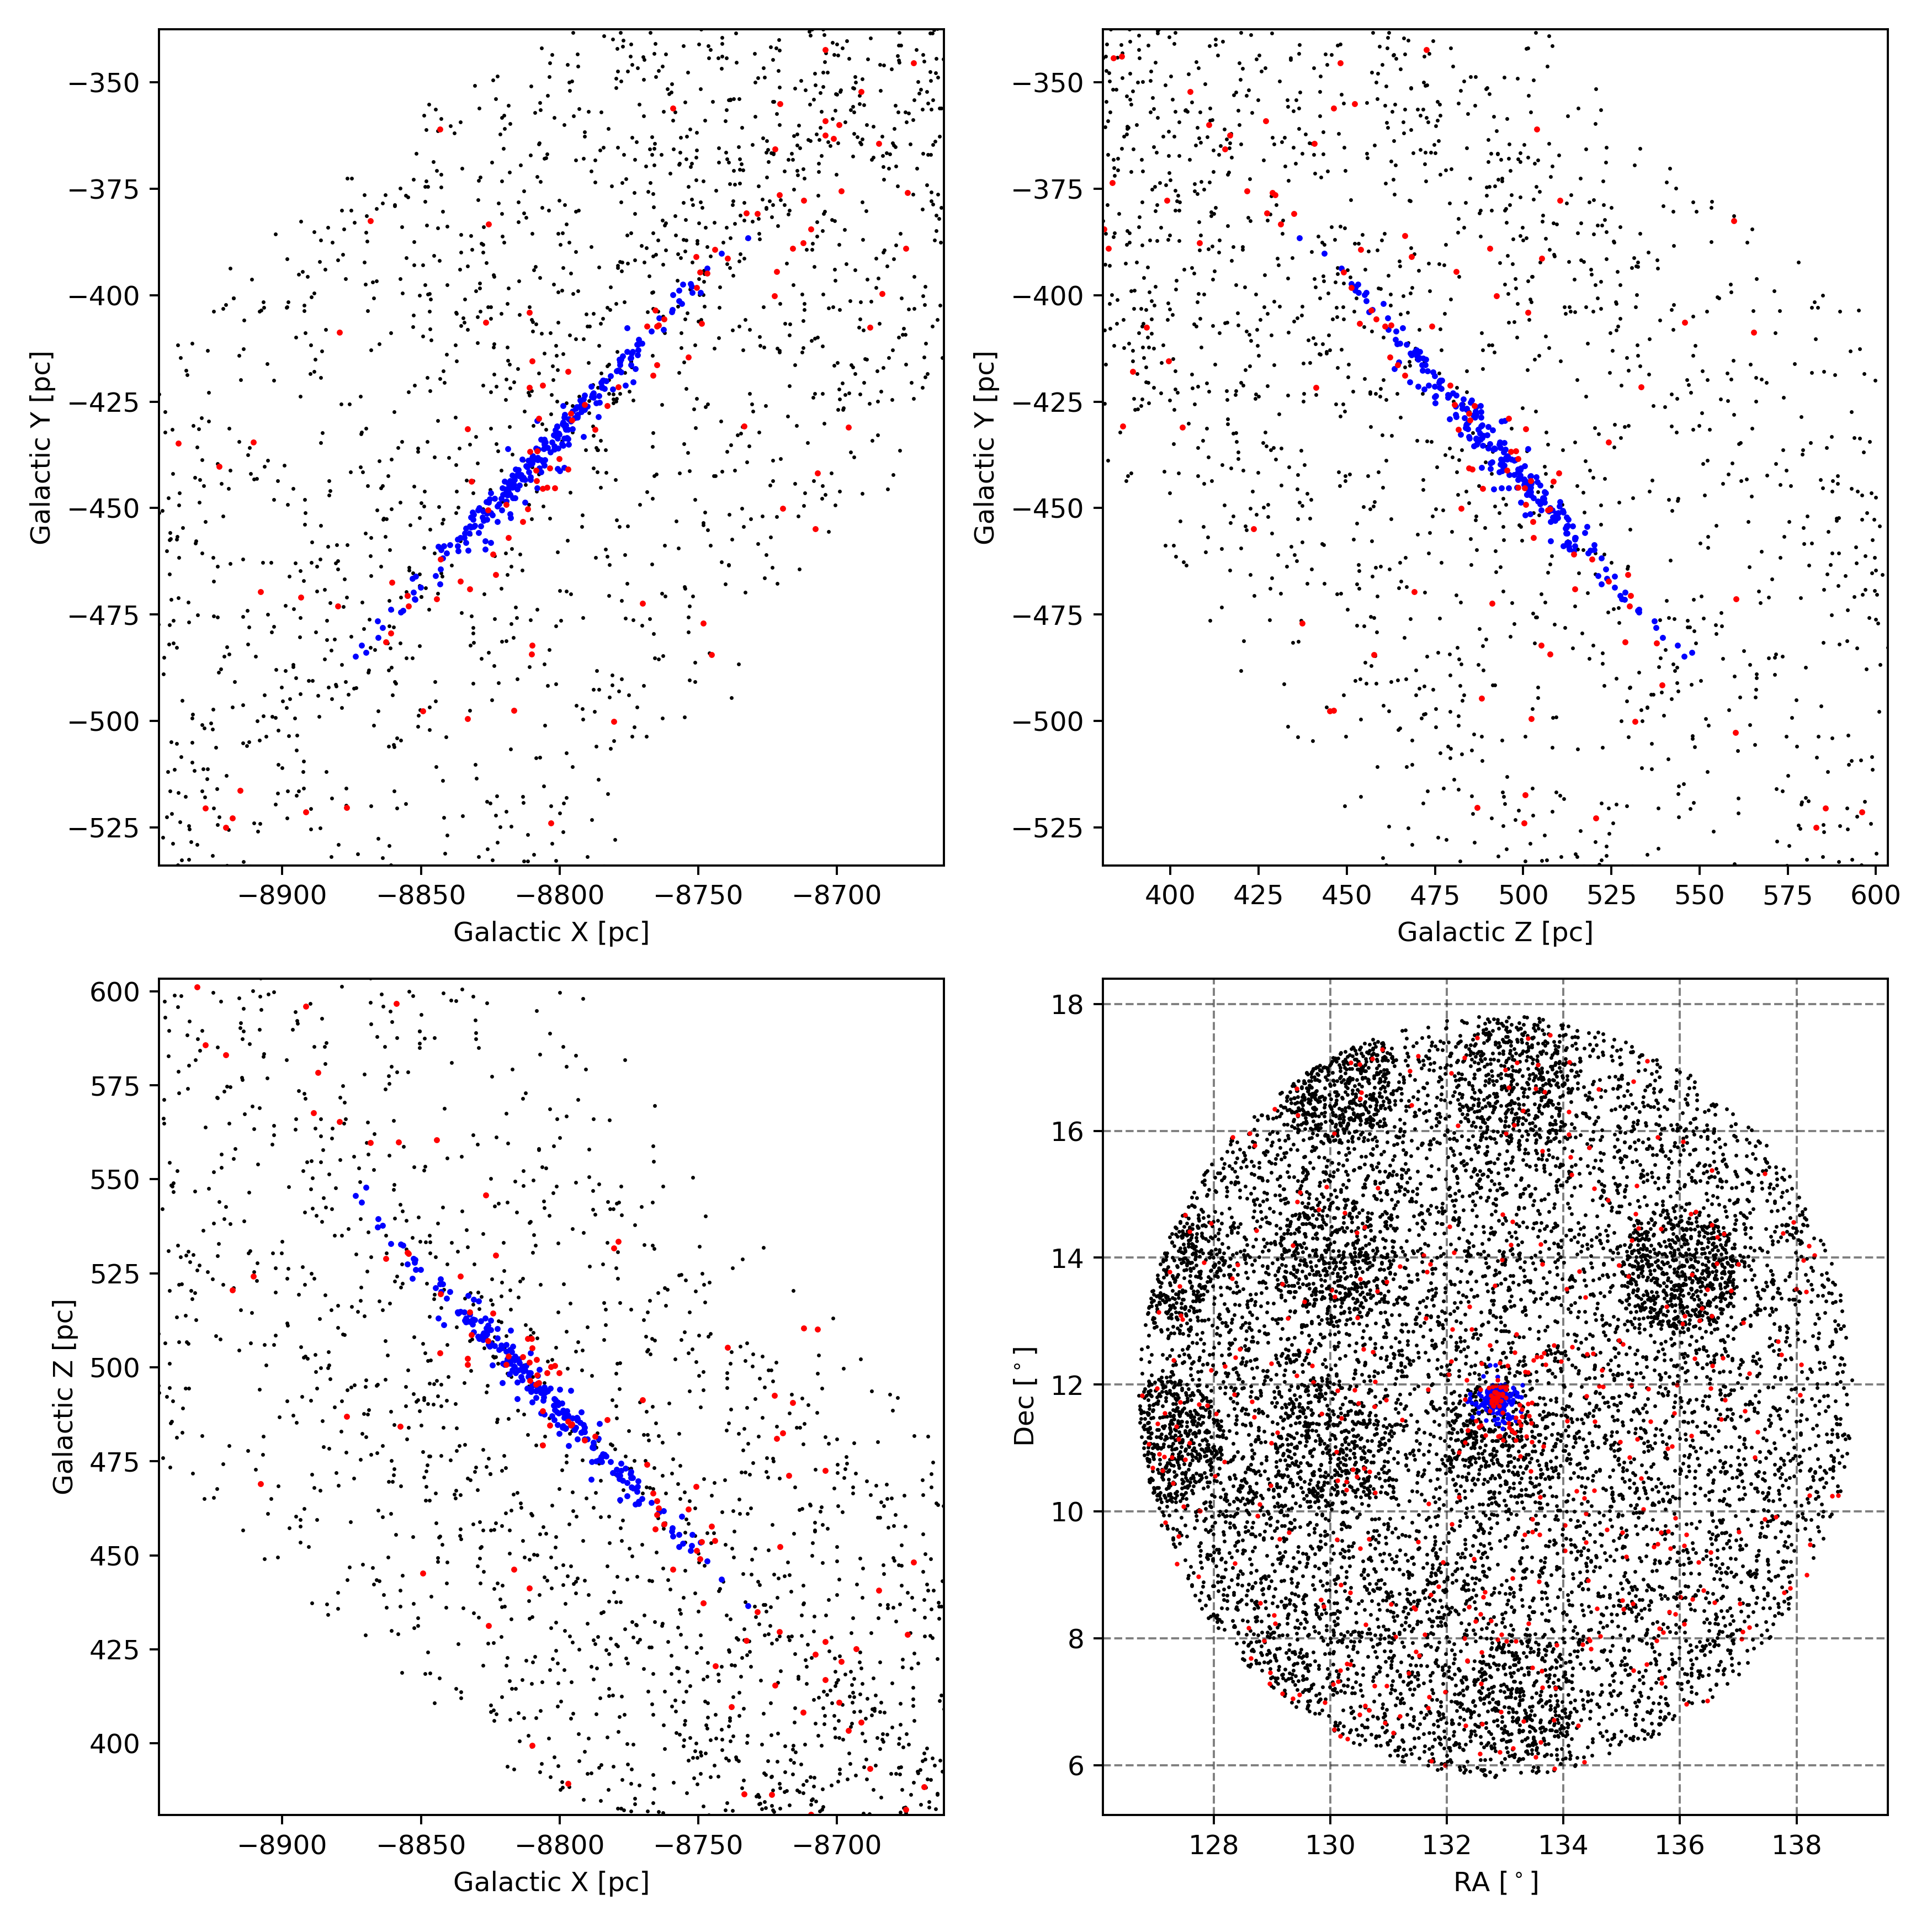 −350
−375
−400
−425
−450
−475
−500
−525
Galactic Y [pc]
−8900 −8850 −8800 −8750 −8700
Galactic X [pc]
−350
−375
−400
−425
−450
−475
−500
−525
Galactic Y [pc]
400 425 450 475 500 525 550 575 600
Galactic Z [pc]
600
575
550
525
500
475
450
425
400
Galactic Z [pc]
−8900 −8850 −8800 −8750 −8700
Galactic X [pc]
18
16
14
12
10
8
6
Dec [°]
128 130 132 134 136 138
RA [°]